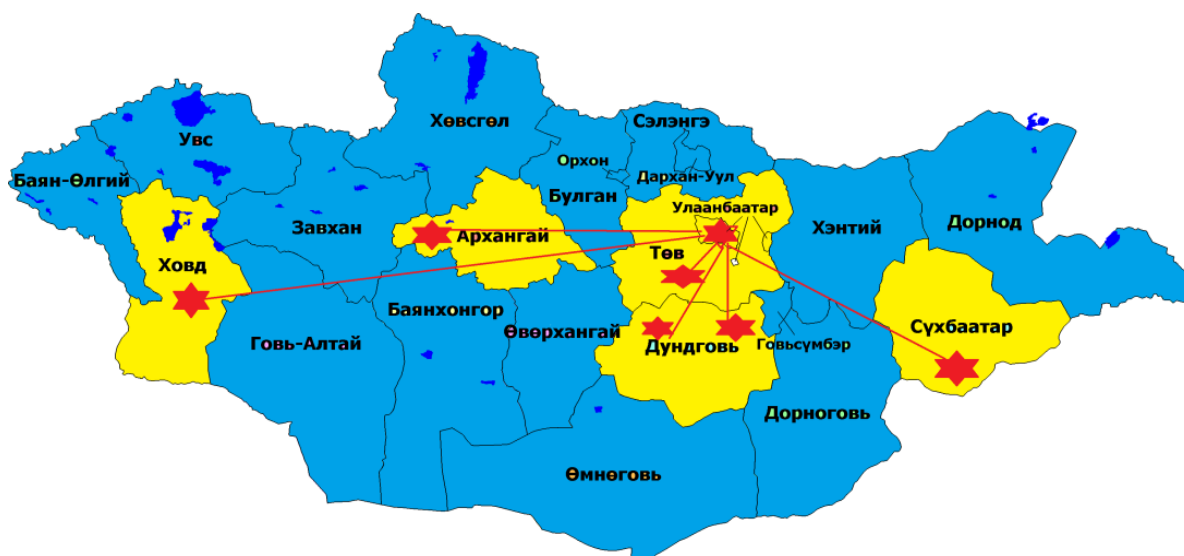 Хөвсгөл
Сэлэнгэ
Увс
Орхон
Баян-Өлгий
Дархан-Уул
Булган
Улаанбаатар
Завхан
Архангай
Хэнтий
Дорнод
Төв
Ховд
Баянхонгор
Өвөрхангай
Сүхбаатар
Говь-Алтай
Дундговь
Говьсүмбэр
Дорноговь
Өмнөговь